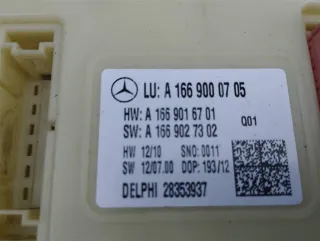 LU: A 166 900 07 05
HW: A 166 901 67 01
SW: A 166 902 73 02 Q01
HW 12/10 SNO: 0011
SW 12/07.00 DOP: 193/12
DELPHI 28353937